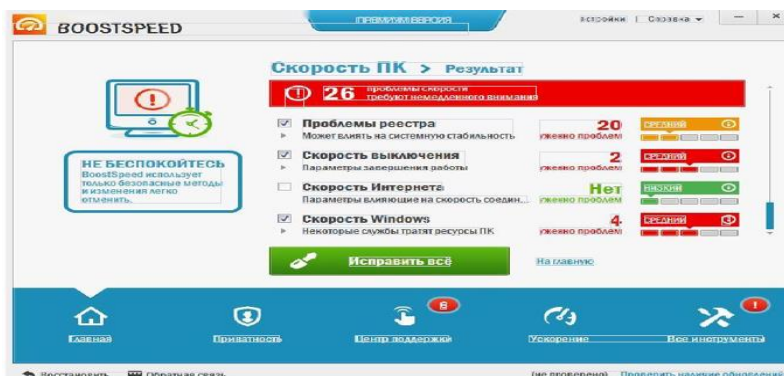 BOOSTSPEED
ПРЕМИУМ ВЕРСИЯ
астройки | Справка
Скорость ПК > Результат
26 проблемы скорости
требуют немедленного внимания
Проблемы реестра
Может влиять на системную стабильность
20
ужено проблем
СРЕДНИЙ
НЕ БЕСПОКОЙТЕСЬ
BoostSpeed использует
только безопасные методы
и изменения легко
отменить.
Скорость выключения
Параметры завершения работы
2
ужено проблем
СРЕДНИЙ
Скорость Интернета
Параметры влияющие на скорость соедин...
Нет
ужено проблем
НИЗКИЙ
Скорость Windows
Некоторые службы тратят ресурсы ПК
4
ужено проблем
СРЕДНИЙ
Исправить всё
На главную
Главная
Приватность
Центр поддержки
Ускорение
Все инструменты
Восстановить
Обратная связь
(не проверено) Проверить наличие обновлений